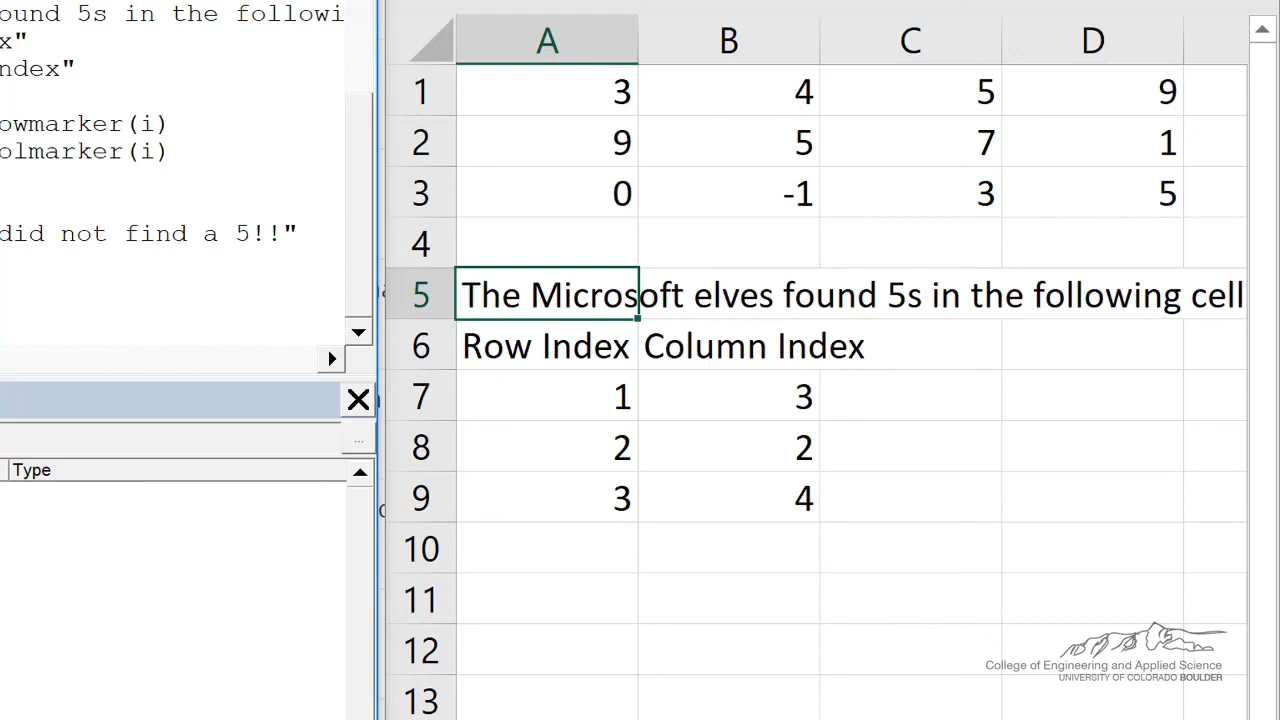 ound 5s in the followi
x"
ndex"
owmarker(i)
olmarker(i)
did not find a 5!!"
...
Type
A B C D
1 3 4 5 9
2 9 5 7 1
3 0 -1 3 5
4
5 The Microsoft elves found 5s in the following cell
6 Row Index Column Index
7 1 3
8 2 2
9 3 4
10
11
12
13
College of Engineering and Applied Science
UNIVERSITY OF COLORADO BOULDER